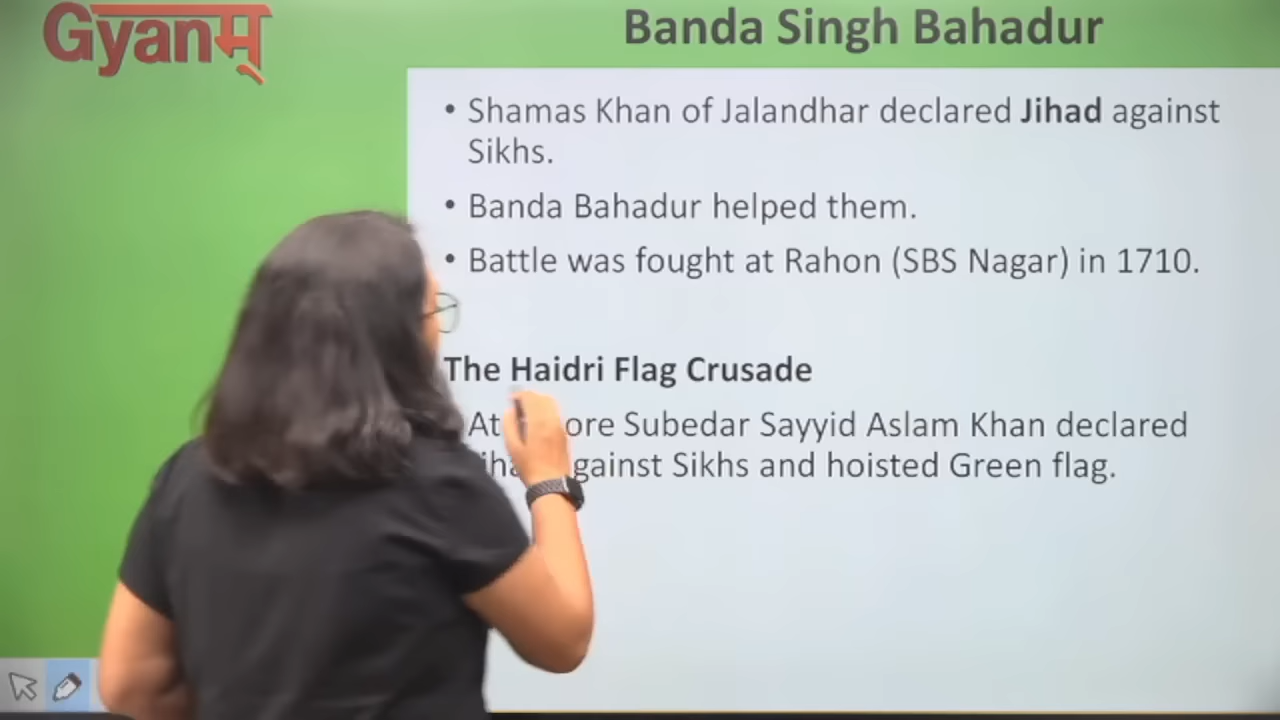 Gyanम्
Banda Singh Bahadur
• Shamas Khan of Jalandhar declared Jihad against
Sikhs.
• Banda Bahadur helped them.
• Battle was fought at Rahon (SBS Nagar) in 1710.
The Haidri Flag Crusade
At ore Subedar Sayyid Aslam Khan declared
gainst Sikhs and hoisted Green flag.